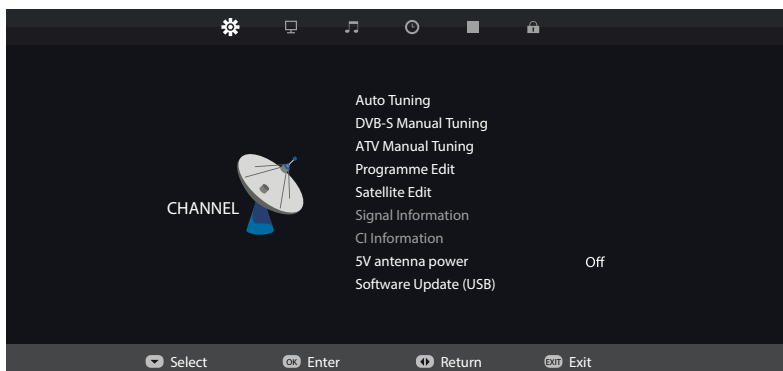 Auto Tuning
DVB-S Manual Tuning
ATV Manual Tuning
Programme Edit
Satellite Edit
CHANNEL
Signal Information
CI Information
5V antenna power Off
Software Update (USB)
Select OK Enter Return EXIT Exit